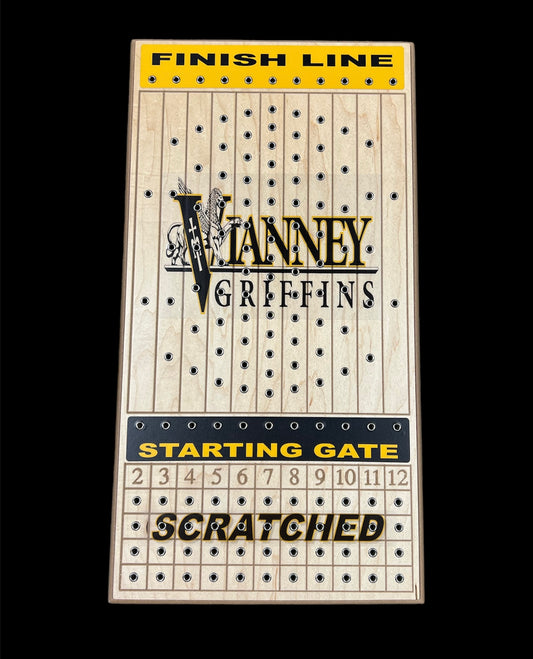 FINISH LINE
VIANNEY
GRIFFINS
STARTING GATE
2 3 4 5 6 7 8 9 10 11 12
SCRATCHED